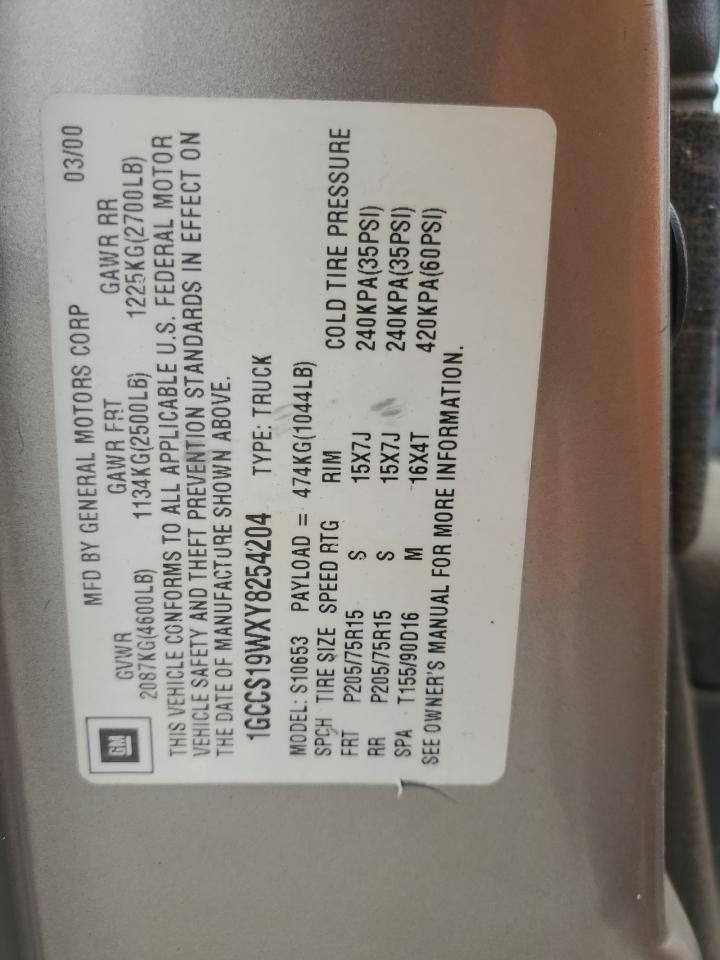 GM
MFD BY GENERAL MOTORS CORP 03/00
GVWR GAWR FRT GAWR RR
2087KG(4600LB) 1134KG(2500LB) 1225KG(2700LB)
THIS VEHICLE CONFORMS TO ALL APPLICABLE U.S. FEDERAL MOTOR
VEHICLE SAFETY AND THEFT PREVENTION STANDARDS IN EFFECT ON
THE DATE OF MANUFACTURE SHOWN ABOVE.
1GCCS19WXY8254204 TYPE: TRUCK
MODEL: S10653 PAYLOAD = 474KG(1044LB)
SPCH TIRE SIZE SPEED RTG RIM COLD TIRE PRESSURE
FRT P205/75R15 S 15X7J 240KPA(35PSI)
RR P205/75R15 S 15X7J 240KPA(35PSI)
SPA T155/90D16 M 16X4T 420KPA(60PSI)
SEE OWNER'S MANUAL FOR MORE INFORMATION.